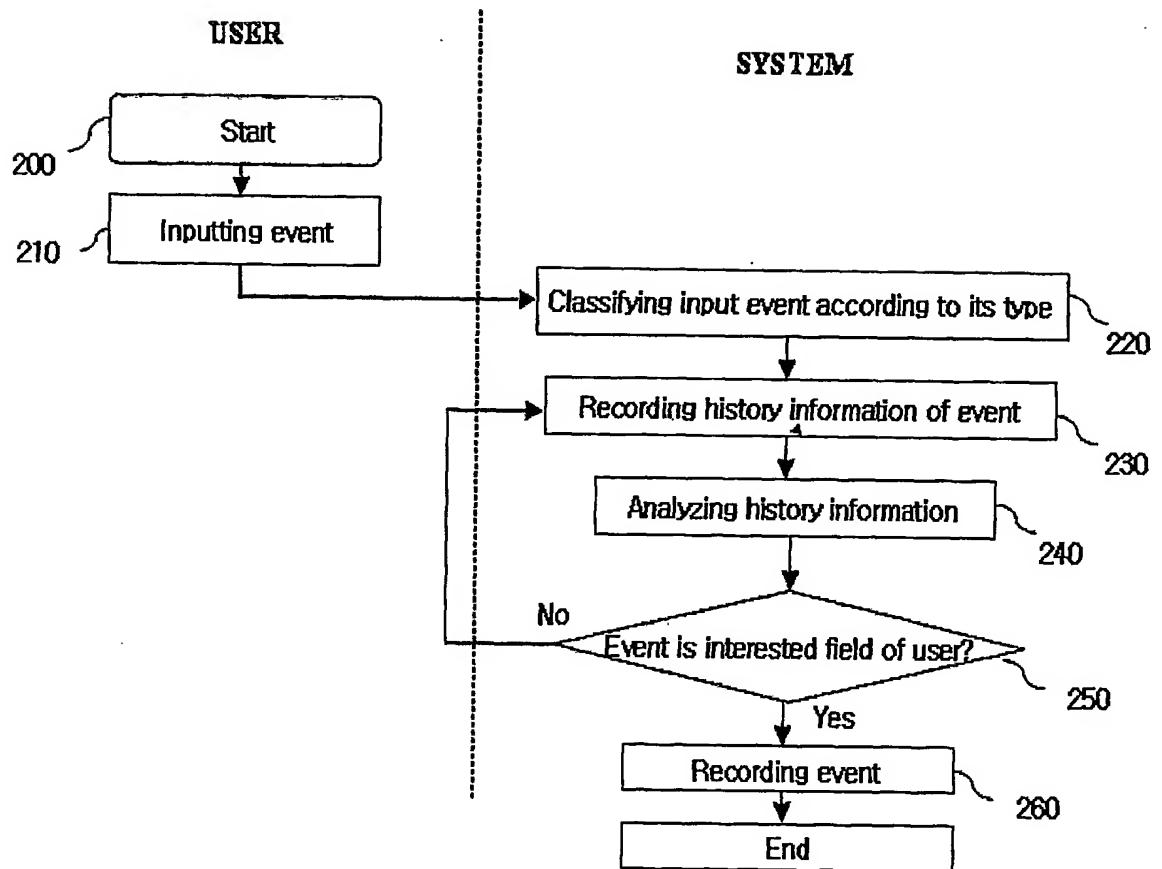 USER
SYSTEM
Start
200
Inputting event
210
Classifying input event according to its type
220
Recording history information of event
230
Analyzing history information
240
No
Event is interested field of user?
250
Yes
Recording event
260
End